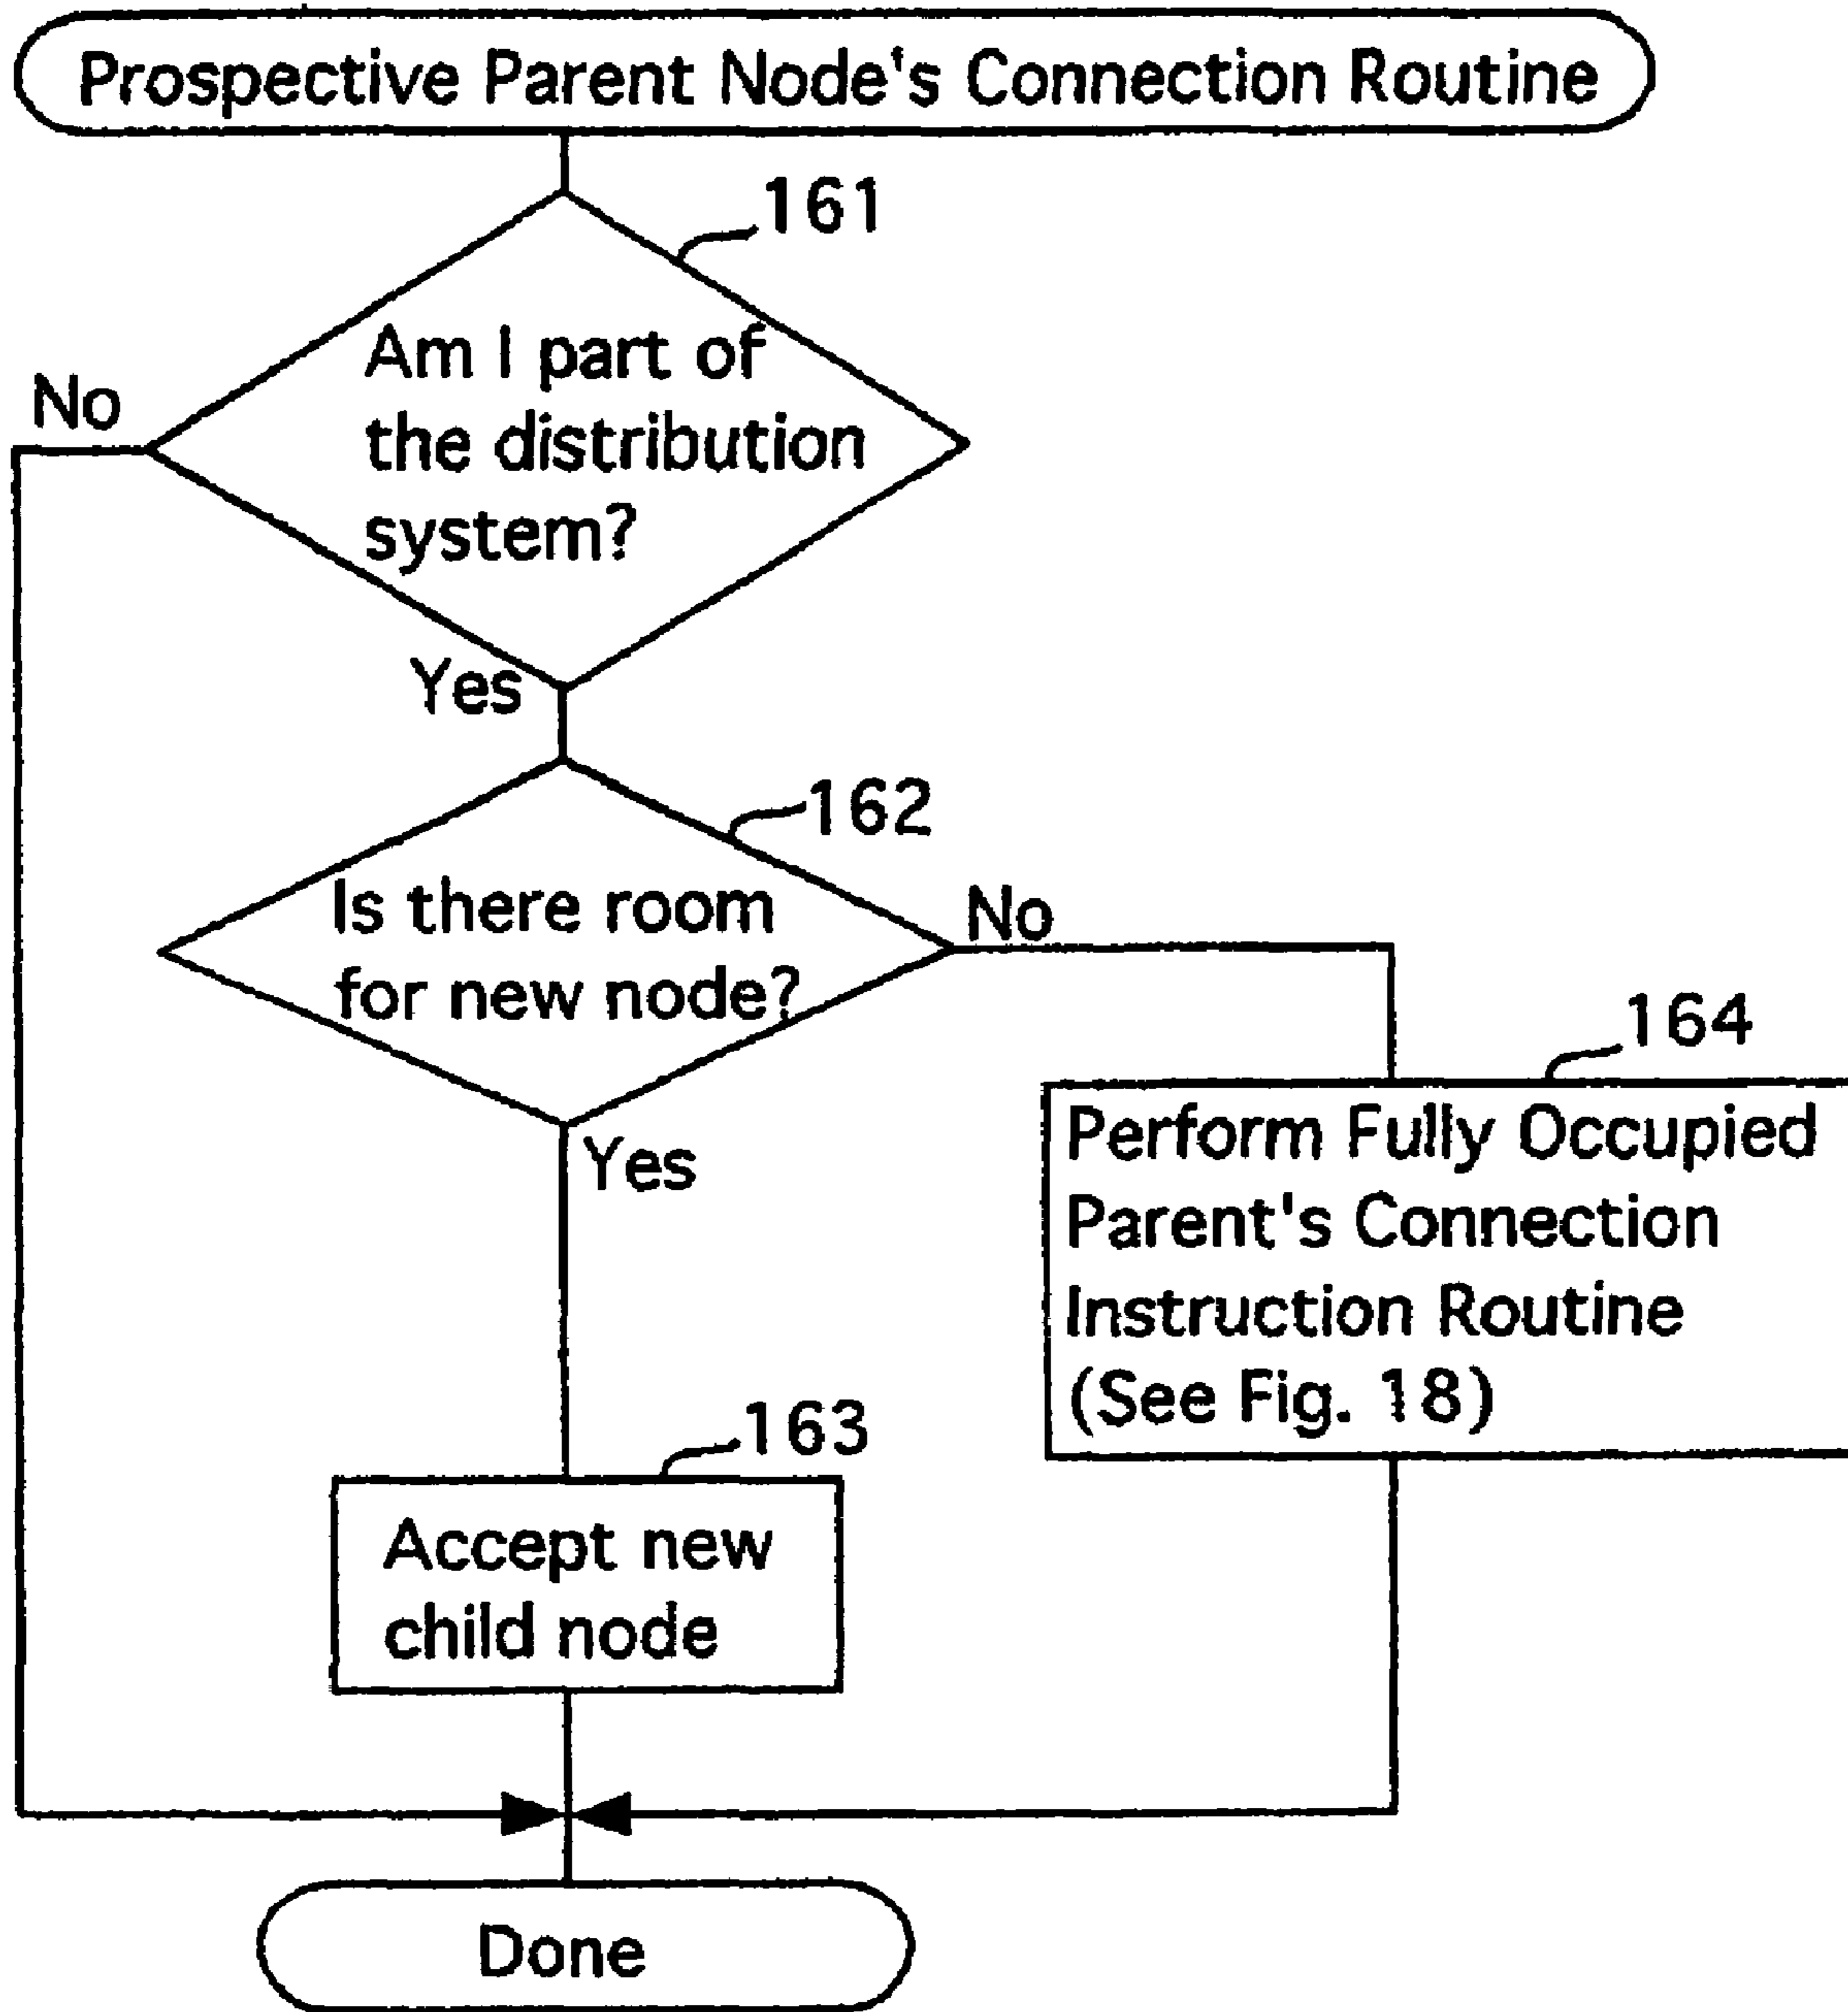 Prospective Parent Node's Connection Routine
161
Am I part of
the distribution
system?
No
Yes
162
Is there room
for new node?
No
Yes
164
Perform Fully Occupied
Parent's Connection
Instruction Routine
(See Fig. 18)
163
Accept new
child node
Done